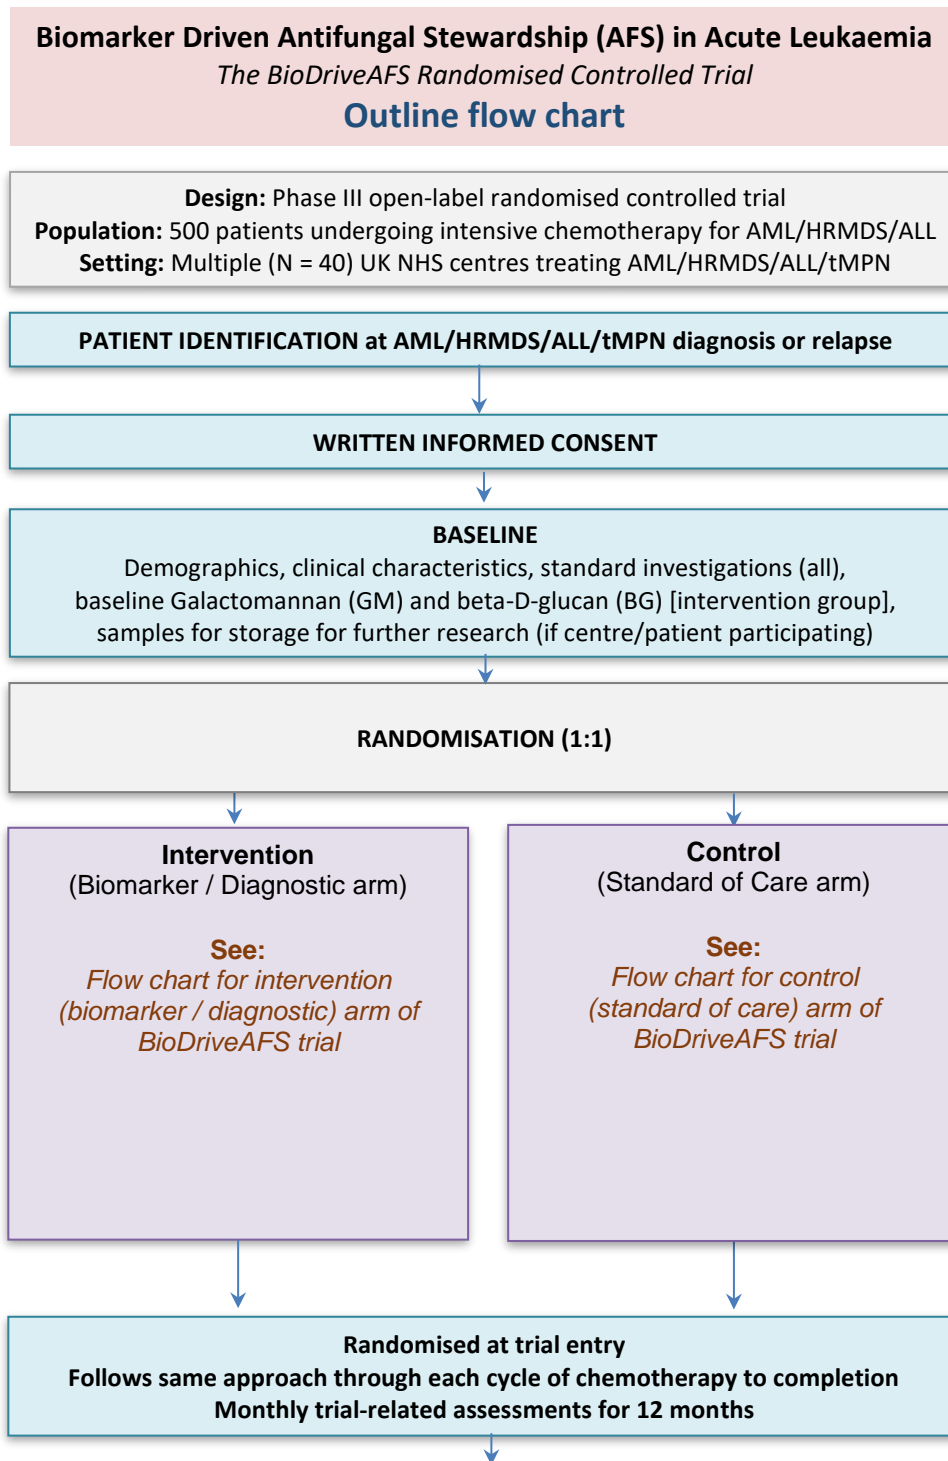 Biomarker Driven Antifungal Stewardship (AFS) in Acute Leukaemia
The BioDriveAFS Randomised Controlled Trial
Outline flow chart
Design: Phase III open-label randomised controlled trial
Population: 500 patients undergoing intensive chemotherapy for AML/HRMDS/ALL
Setting: Multiple (N = 40) UK NHS centres treating AML/HRMDS/ALL/tMPN
PATIENT IDENTIFICATION at AML/HRMDS/ALL/tMPN diagnosis or relapse
WRITTEN INFORMED CONSENT
BASELINE
Demographics, clinical characteristics, standard investigations (all),
baseline Galactomannan (GM) and beta-D-glucan (BG) [intervention group],
samples for storage for further research (if centre/patient participating)
RANDOMISATION (1:1)
Intervention
(Biomarker / Diagnostic arm)
See:
Flow chart for intervention
(biomarker / diagnostic) arm of
BioDriveAFS trial
Control
(Standard of Care arm)
See:
Flow chart for control
(standard of care) arm of
BioDriveAFS trial
Randomised at trial entry
Follows same approach through each cycle of chemotherapy to completion
Monthly trial-related assessments for 12 months